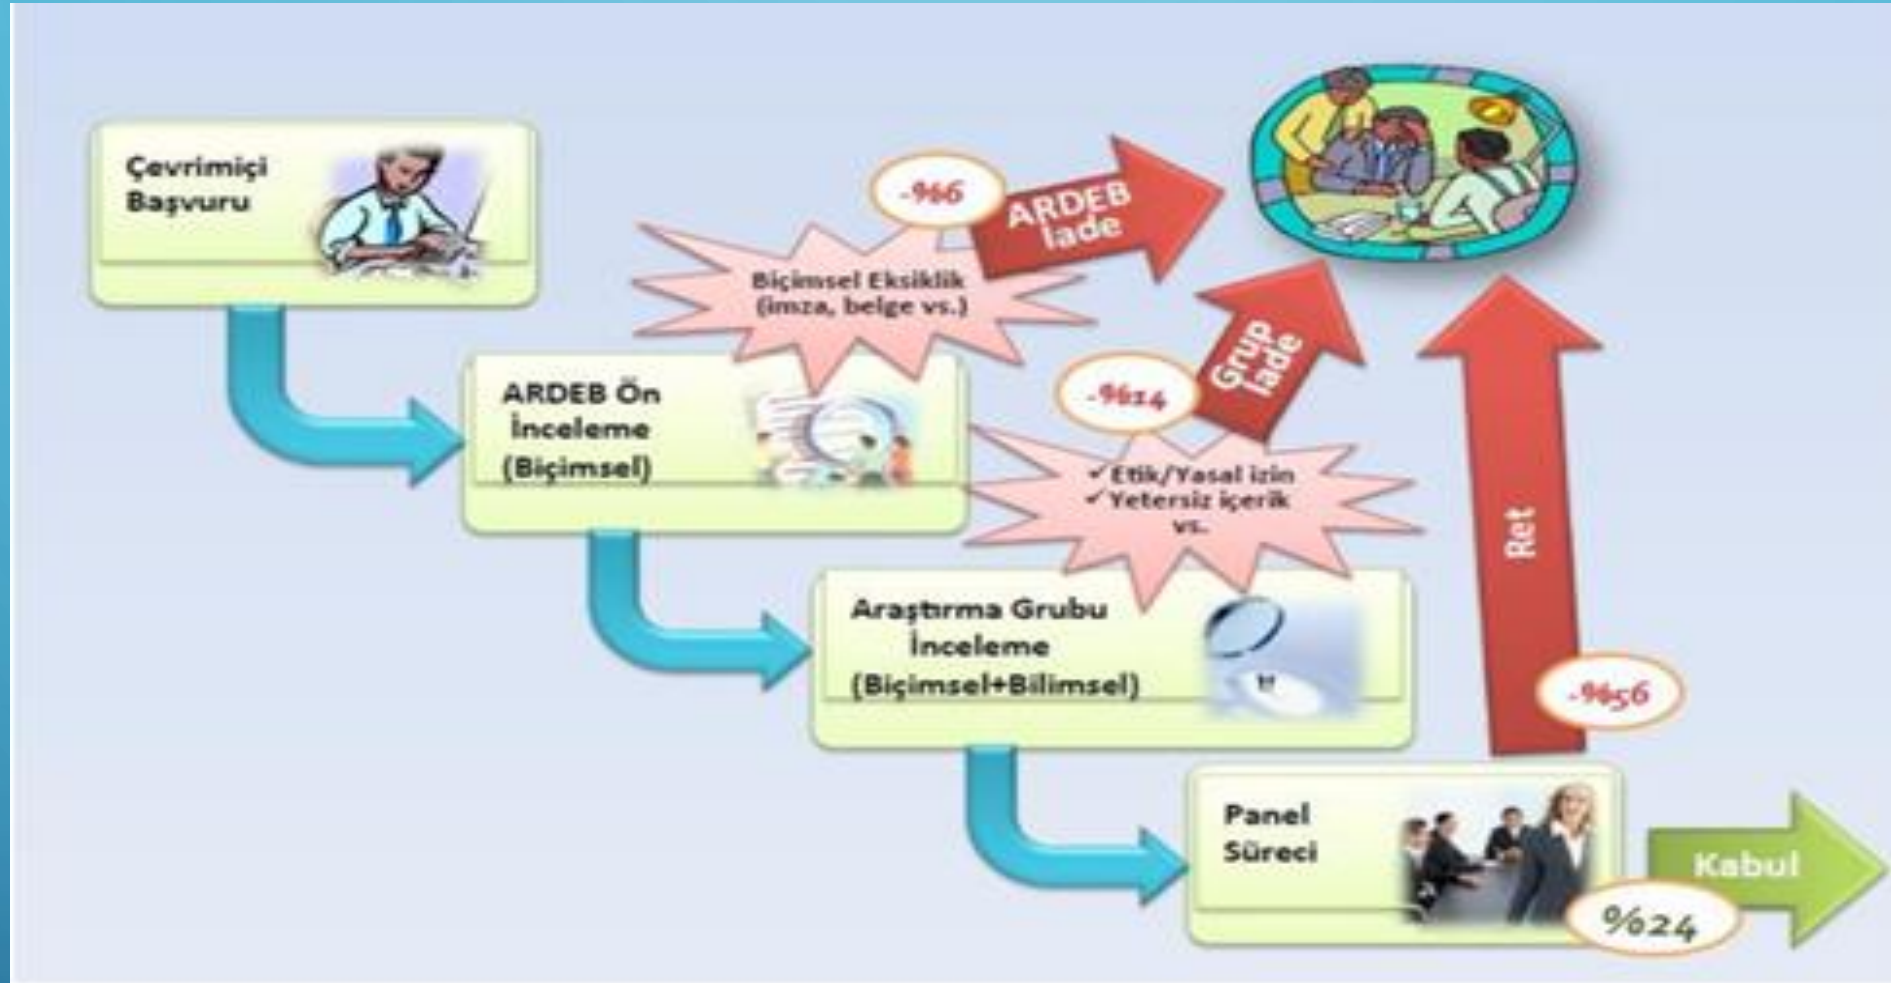 Çevrimiçi
Başvuru
-%6
ARDEB
İade
Biçimsel Eksiklik
(imza, belge vs.)
ARDEB Ön
İnceleme
(Biçimsel)
-%14
Grup
İade
✓Etik/Yasal izin
✓Yetersiz içerik
vs.
Araştırma Grubu
İnceleme
(Biçimsel+Bilimsel)
Ret
-%56
Panel
Süreci
Kabul
%24